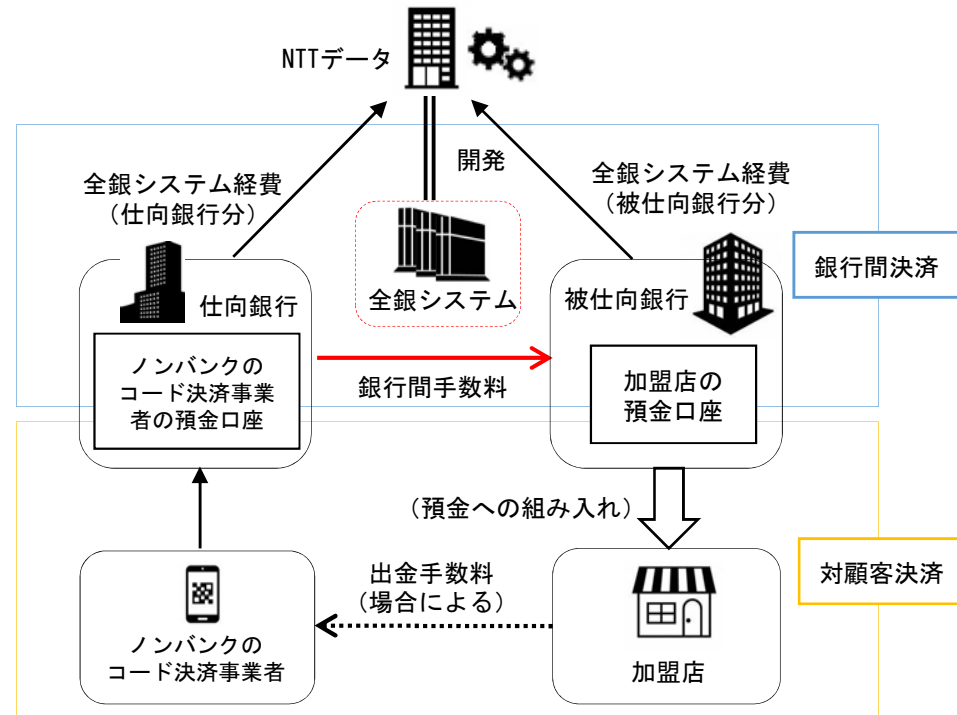 NTTデータ
開発
全銀システム経費
（仕向銀行分）
全銀システム経費
（被仕向銀行分）
銀行間決済
仕向銀行
全銀システム
被仕向銀行
ノンバンクの
コード決済事業
者の預金口座
銀行間手数料
加盟店の
預金口座
（預金への組み入れ）
対顧客決済
出金手数料
（場合による）
ノンバンクの
コード決済事業者
加盟店